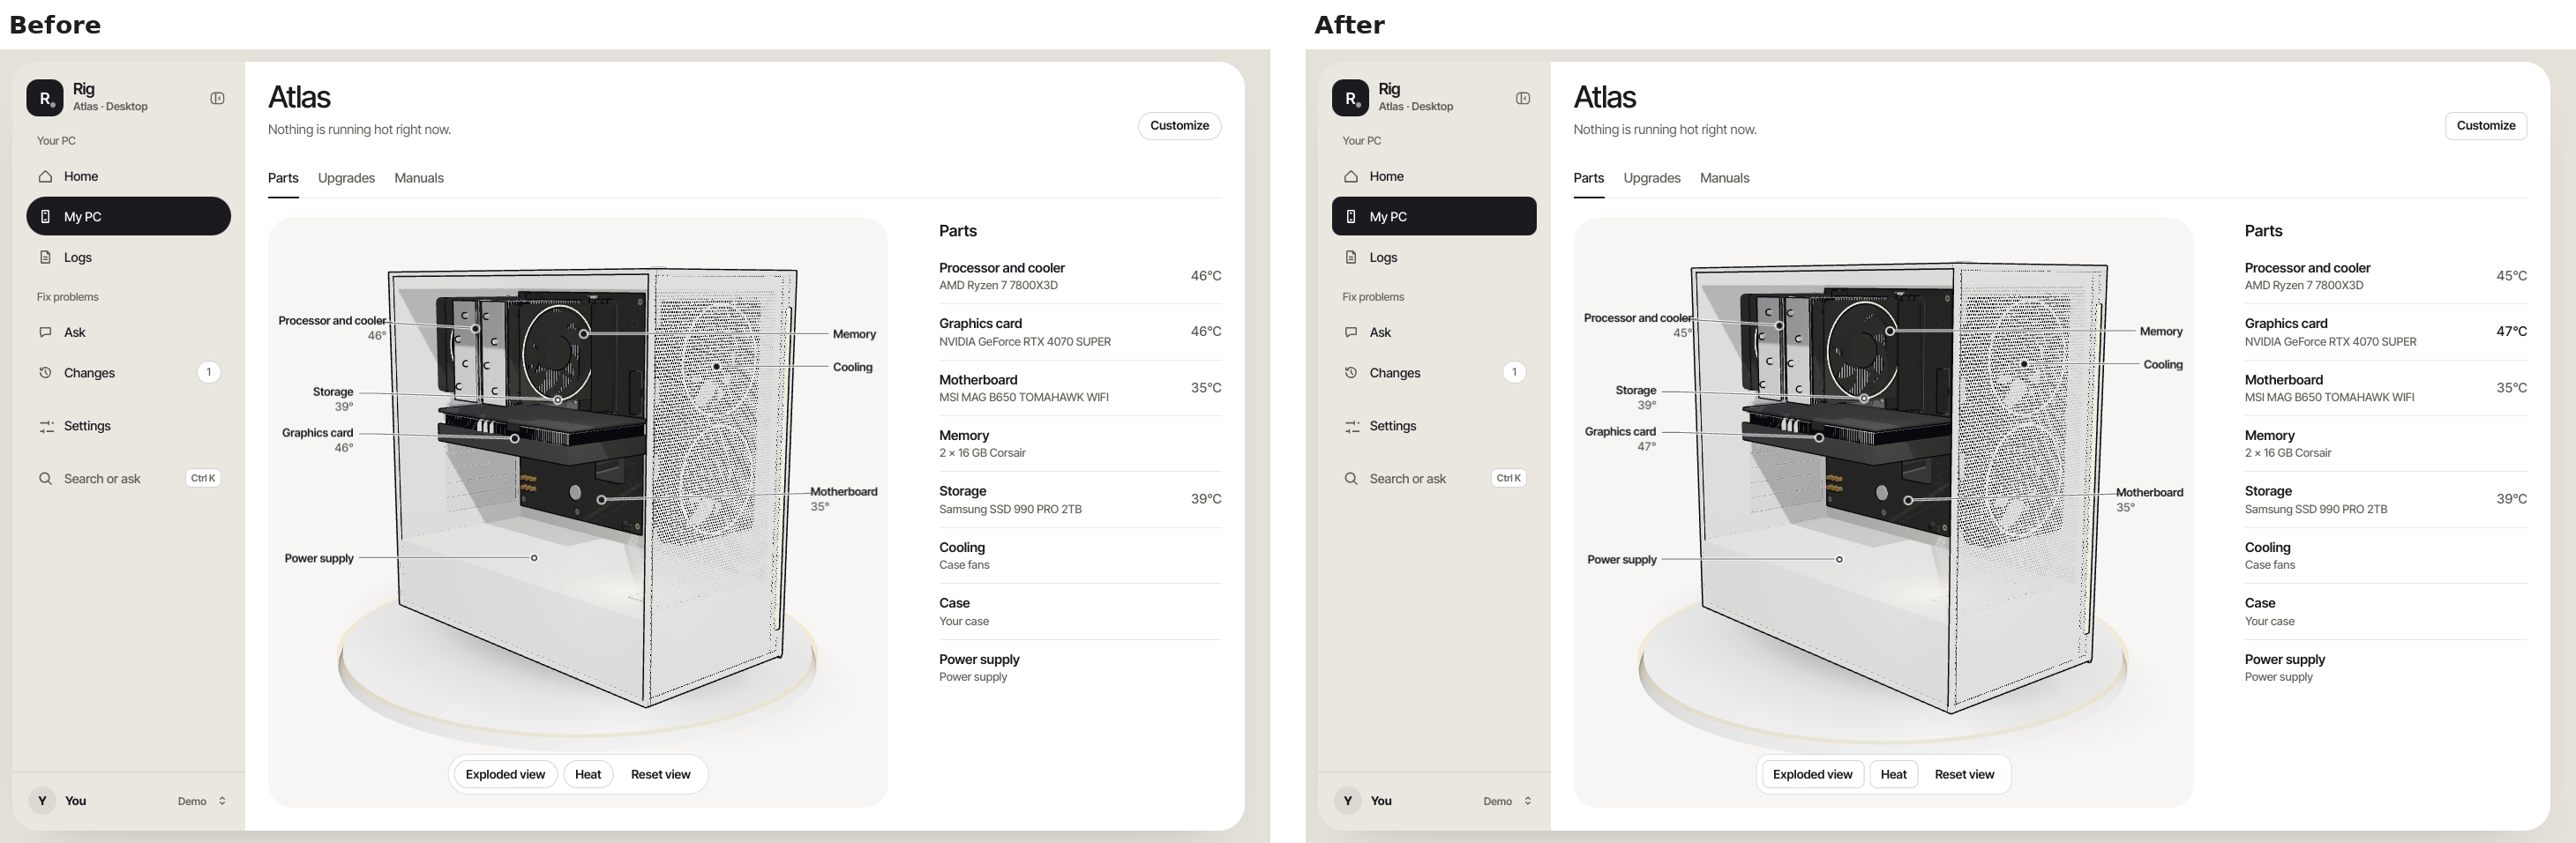 Before
R.
Rig
Atlas · Desktop
Your PC
Home
My PC
Logs
Fix problems
Ask
Changes
1
Settings
Search or ask
Ctrl K
Y
You
Demo
Atlas
Nothing is running hot right now.
Customize
Parts
Upgrades
Manuals
Processor and cooler
46°
Storage
39°
Graphics card
46°
Power supply
Memory
Cooling
Motherboard
35°
Exploded view
Heat
Reset view
Parts
Processor and cooler
46°C
AMD Ryzen 7 7800X3D
Graphics card
46°C
NVIDIA GeForce RTX 4070 SUPER
Motherboard
35°C
MSI MAG B650 TOMAHAWK WIFI
Memory
2 × 16 GB Corsair
Storage
39°C
Samsung SSD 990 PRO 2TB
Cooling
Case fans
Case
Your case
Power supply
Power supply
After
R.
Rig
Atlas · Desktop
Your PC
Home
My PC
Logs
Fix problems
Ask
Changes
1
Settings
Search or ask
Ctrl K
Y
You
Demo
Atlas
Nothing is running hot right now.
Customize
Parts
Upgrades
Manuals
Processor and cooler
45°
Storage
39°
Graphics card
47°
Power supply
Memory
Cooling
Motherboard
35°
Exploded view
Heat
Reset view
Parts
Processor and cooler
45°C
AMD Ryzen 7 7800X3D
Graphics card
47°C
NVIDIA GeForce RTX 4070 SUPER
Motherboard
35°C
MSI MAG B650 TOMAHAWK WIFI
Memory
2 × 16 GB Corsair
Storage
39°C
Samsung SSD 990 PRO 2TB
Cooling
Case fans
Case
Your case
Power supply
Power supply